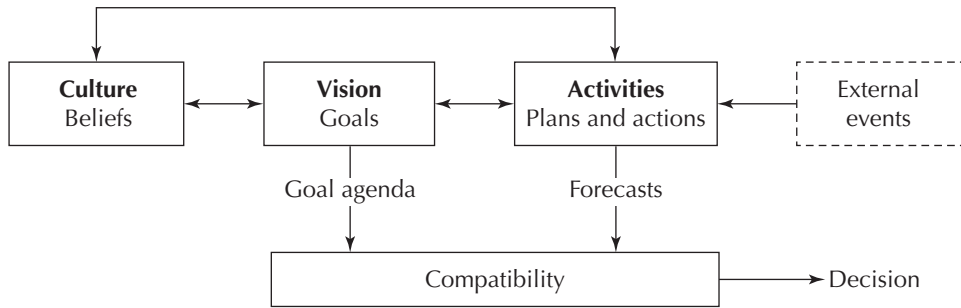 Culture
Beliefs
Vision
Goals
Activities
Plans and actions
External
events
Goal agenda
Forecasts
Compatibility
Decision